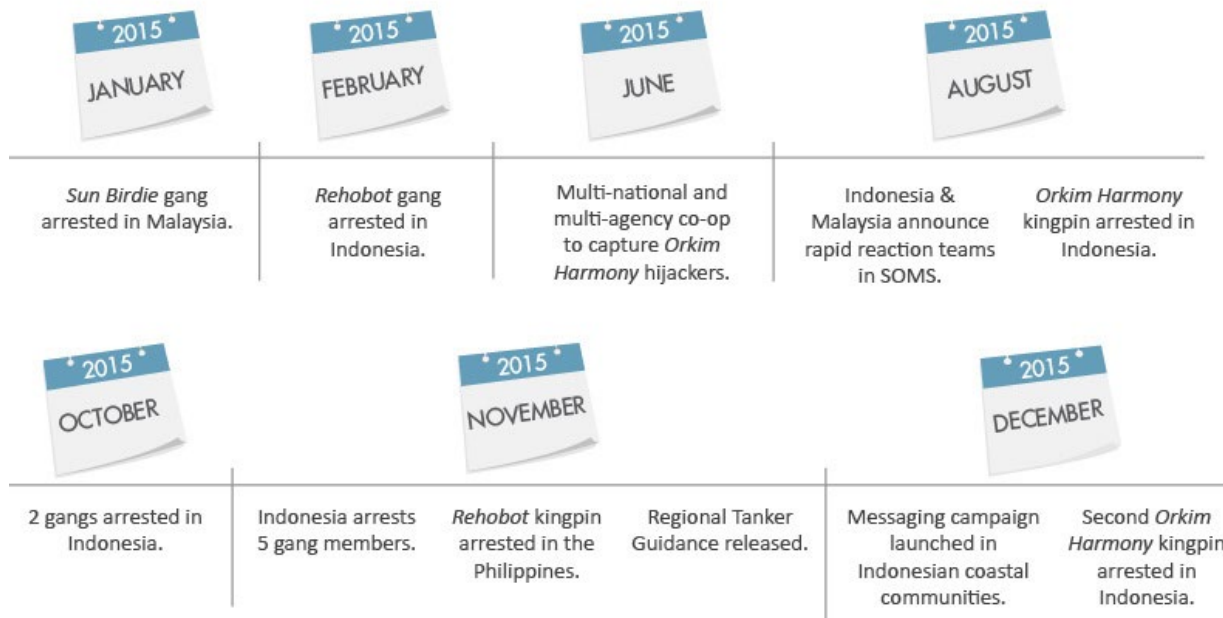 2015
JANUARY
Sun Birdie gang
arrested in Malaysia.
2015
FEBRUARY
Rehobot gang
arrested in
Indonesia.
2015
JUNE
Multi-national and
multi-agency co-op
to capture Orkim
Harmony hijackers.
2015
AUGUST
Indonesia &
Malaysia announce
rapid reaction teams
in SOMS.
Orkim Harmony
kingpin arrested in
Indonesia.
2015
OCTOBER
2 gangs arrested in
Indonesia.
2015
NOVEMBER
Indonesia arrests
5 gang members.
Rehobot kingpin
arrested in the
Philippines.
Regional Tanker
Guidance released.
2015
DECEMBER
Messaging campaign
launched in
Indonesian coastal
communities.
Second Orkim
Harmony kingpin
arrested in
Indonesia.